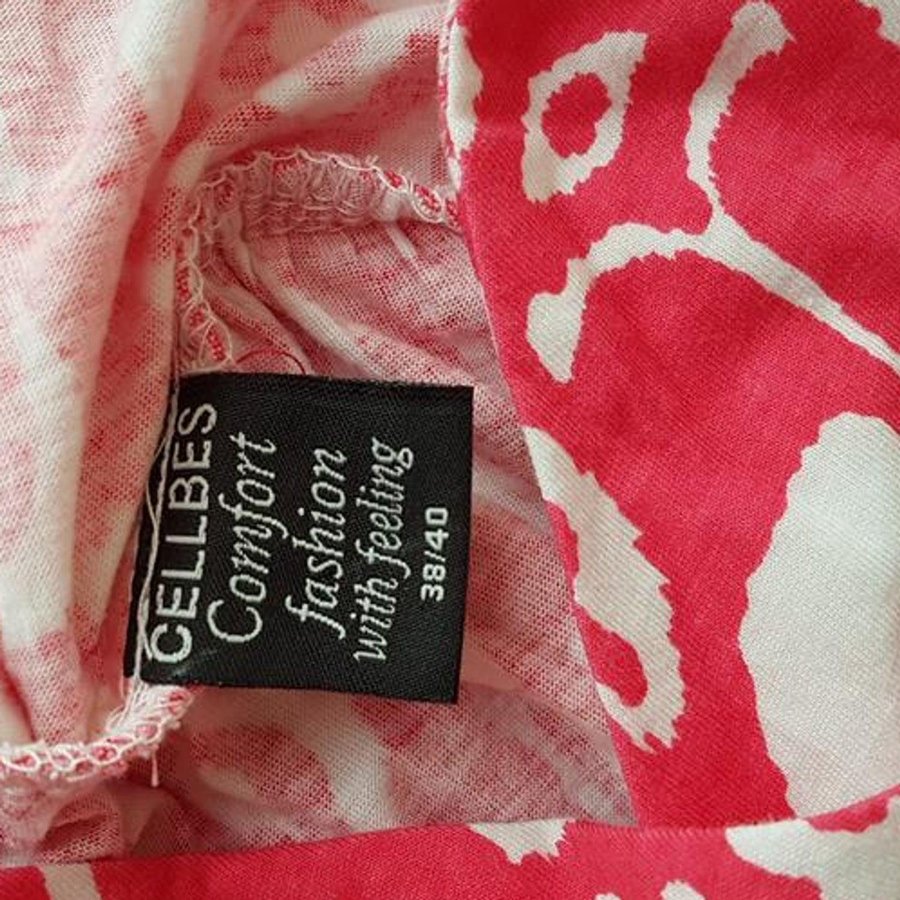 CELLBES
Comfort
fashion
with feeling
38/40